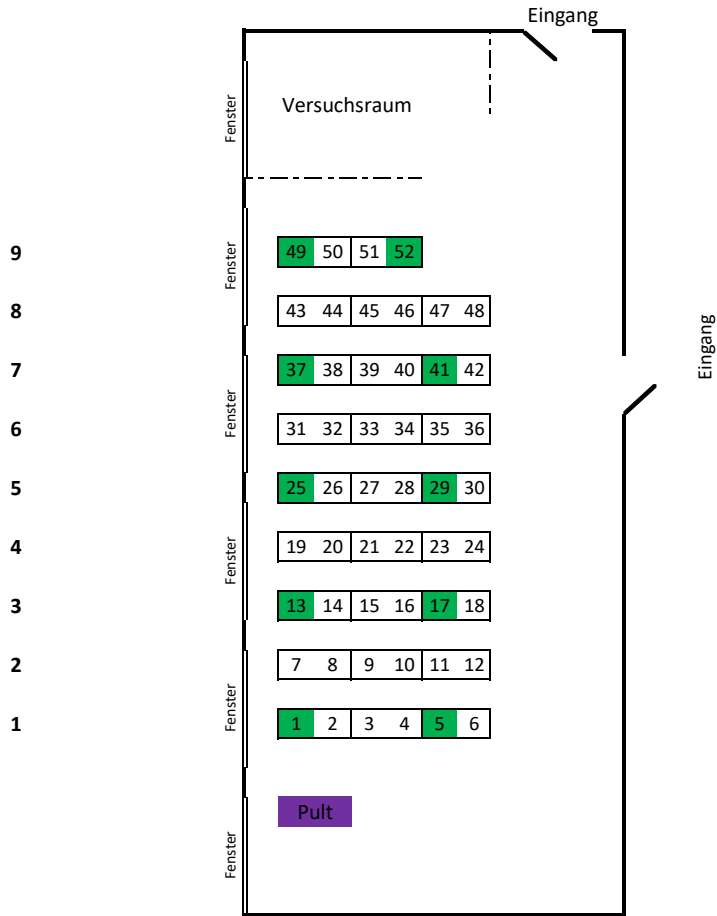 Eingang
Fenster
Versuchsraum
Fenster
9 49 50 51 52
8 43 44 45 46 47 48
Eingang
7 37 38 39 40 41 42
Fenster
6 31 32 33 34 35 36
5 25 26 27 28 29 30
4 19 20 21 22 23 24
Fenster
3 13 14 15 16 17 18
2 7 8 9 10 11 12
Fenster
1 1 2 3 4 5 6
Pult
Fenster